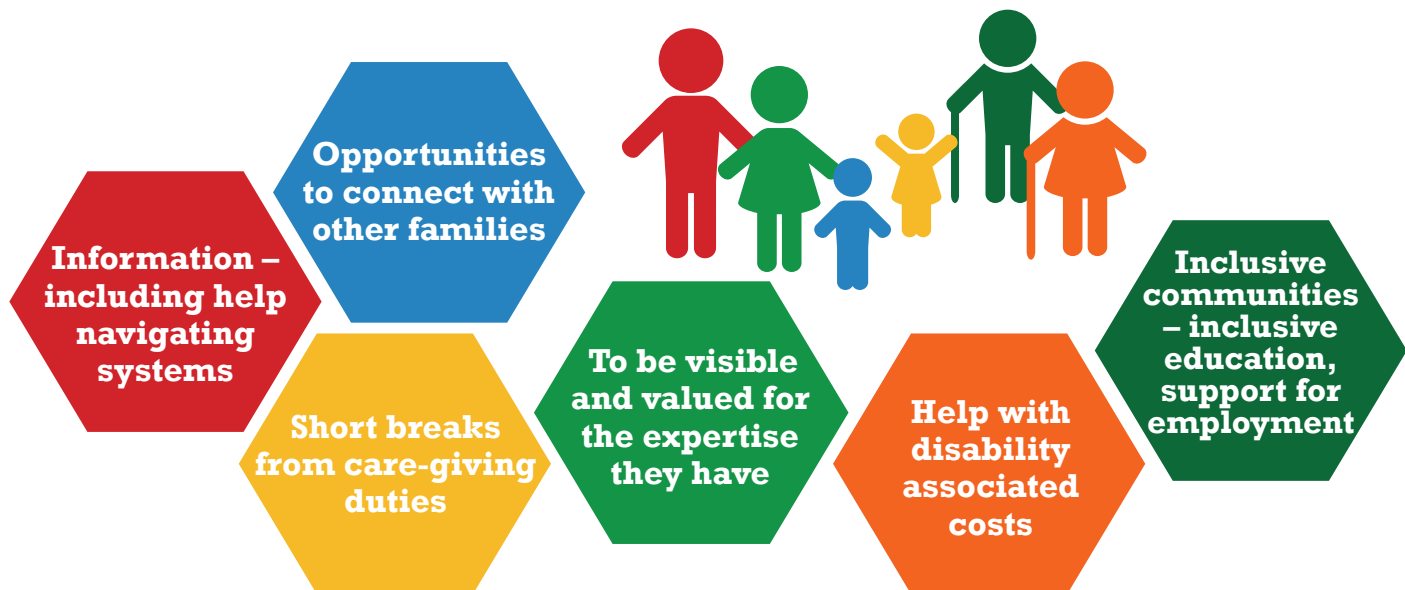 Information –
including help
navigating
systems
Opportunities
to connect with
other families
Short breaks
from care-giving
duties
To be visible
and valued for
the expertise
they have
Help with
disability
associated
costs
Inclusive
communities
– inclusive
education,
support for
employment